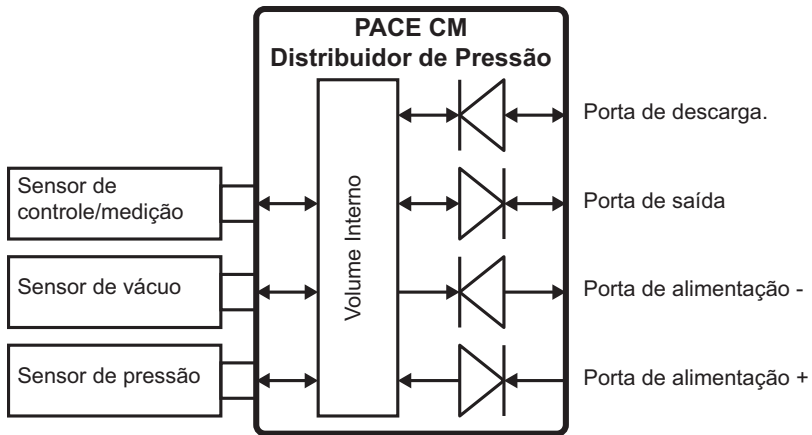 PACE CM
Distribuidor de Pressão
Porta de descarga.
Sensor de
controle/medição
Volume Interno
Porta de saída
Sensor de vácuo
Porta de alimentação -
Sensor de pressão
Porta de alimentação +